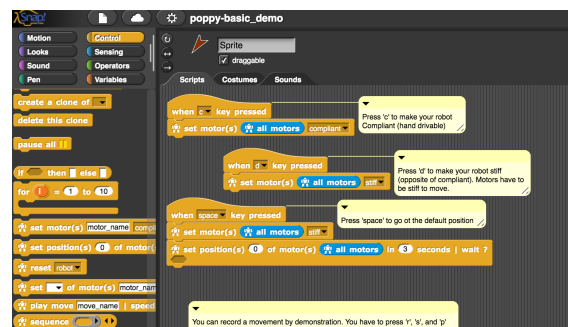 Snap!
poppy-basic_demo
Motion
Control
Looks
Sensing
Sound
Operators
Pen
Variables
Sprite
draggable
Scripts
Costumes
Sounds
create a clone of
delete this clone
pause all
if then else
for i = 1 to 10
set motor(s) motor_name compli
set position(s) 0 of motor(
reset robot
set of motor(s) motor_nam
play move move_name | speed
sequence
when c key pressed
set motor(s) all motors compliant
Press 'c' to make your robot
Compliant (hand drivable)
when d key pressed
set motor(s) all motors stiff
Press 'd' to make your robot stiff
(opposite of compliant). Motors have to
be stiff to move.
when space key pressed
set motor(s) all motors stiff
set position(s) 0 of motor(s) all motors in 3 seconds | wait ?
Press 'space' to go ot the default position
You can record a movement by demonstration. You have to press 'r', 's', and 'p'